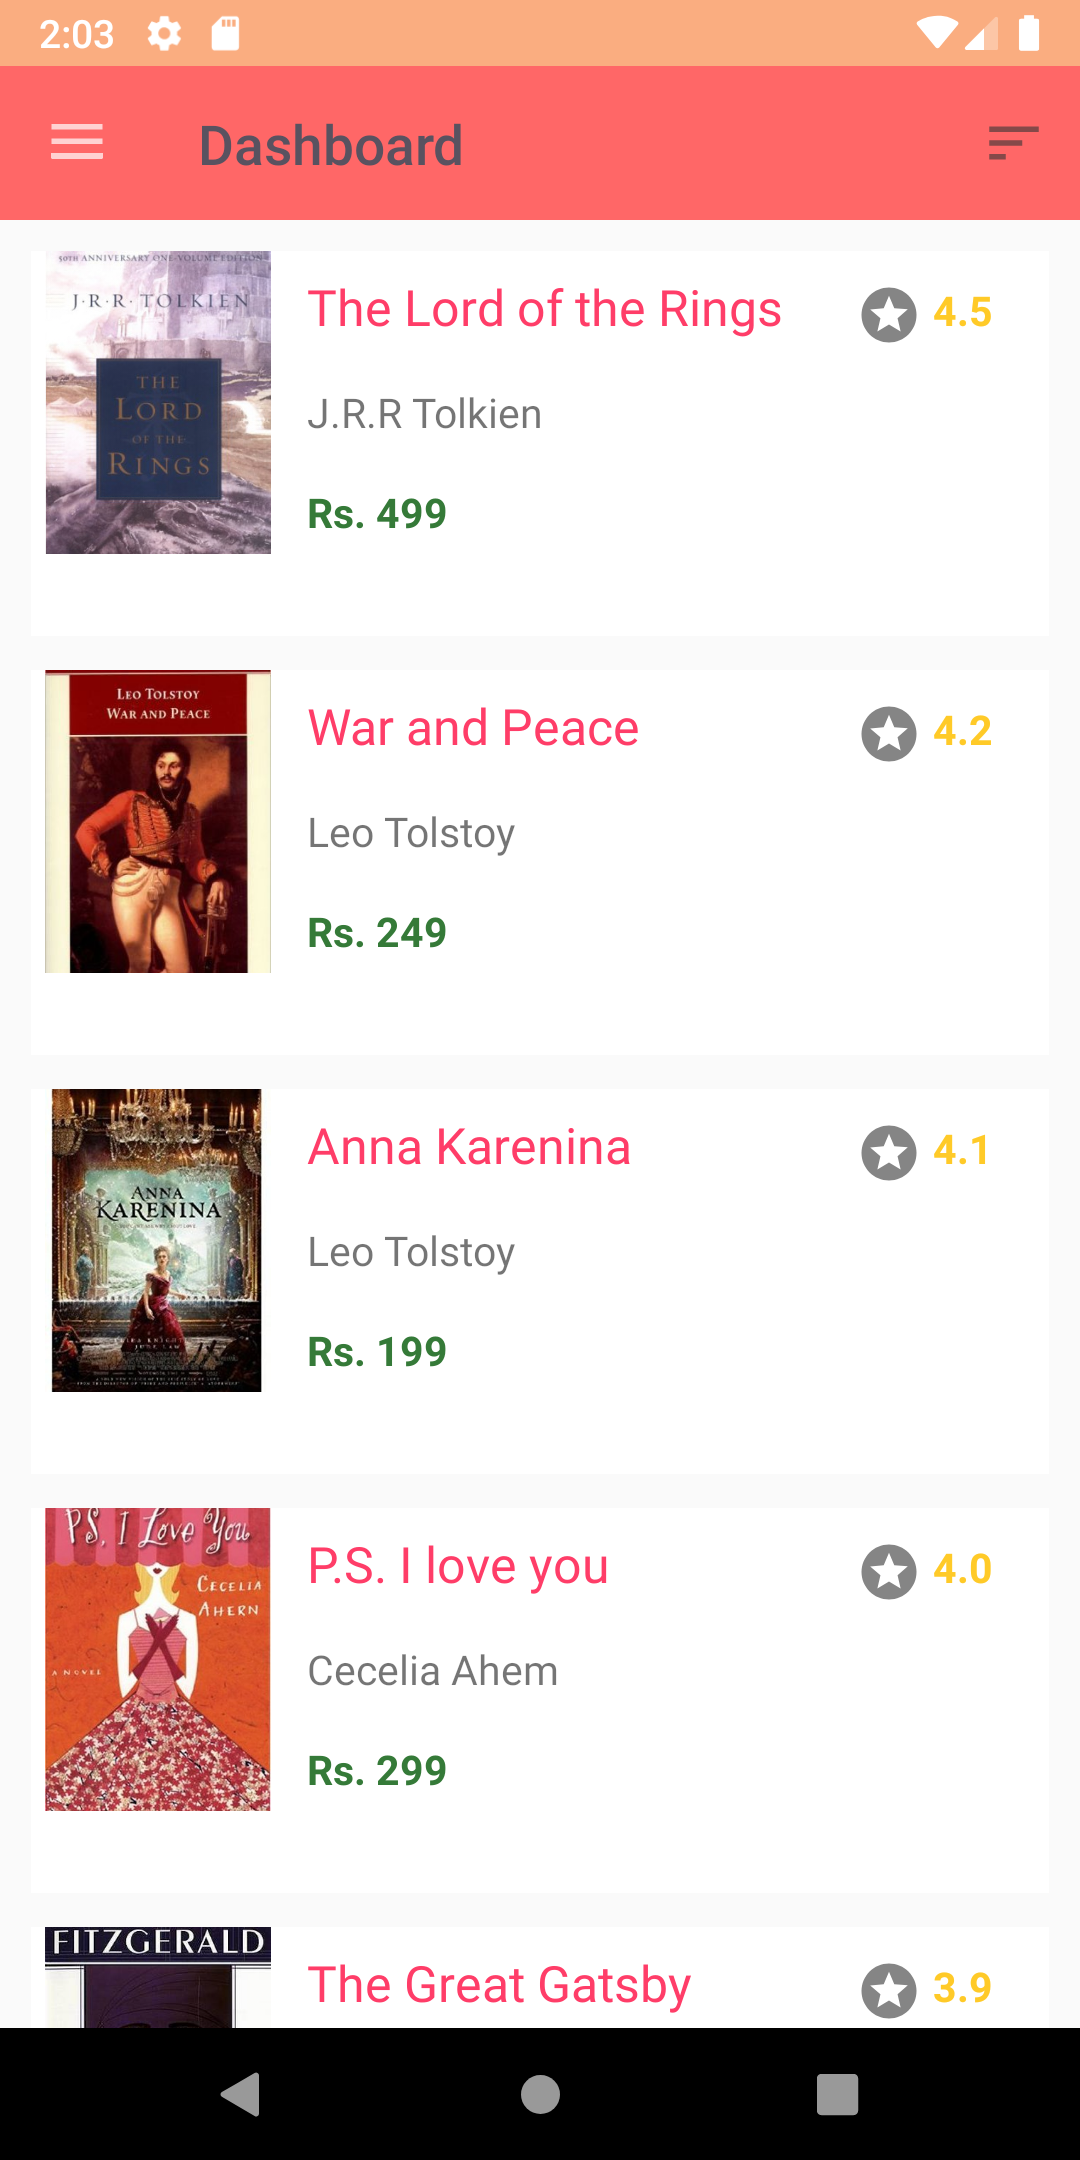 2:03
Dashboard
50TH ANNIVERSARY ONE-VOLUME EDITION
J·R·R·TOLKIEN
THE
LORD
OF THE
RINGS
The Lord of the Rings
4.5
J.R.R Tolkien
Rs. 499
LEO TOLSTOY
WAR AND PEACE
War and Peace
4.2
Leo Tolstoy
Rs. 249
ANNA
KARENINA
Anna Karenina
4.1
Leo Tolstoy
Rs. 199
PS, I Love You
CECELIA
AHERN
A NOVEL
P.S. I love you
4.0
Cecelia Ahem
Rs. 299
FITZGERALD
The Great Gatsby
3.9